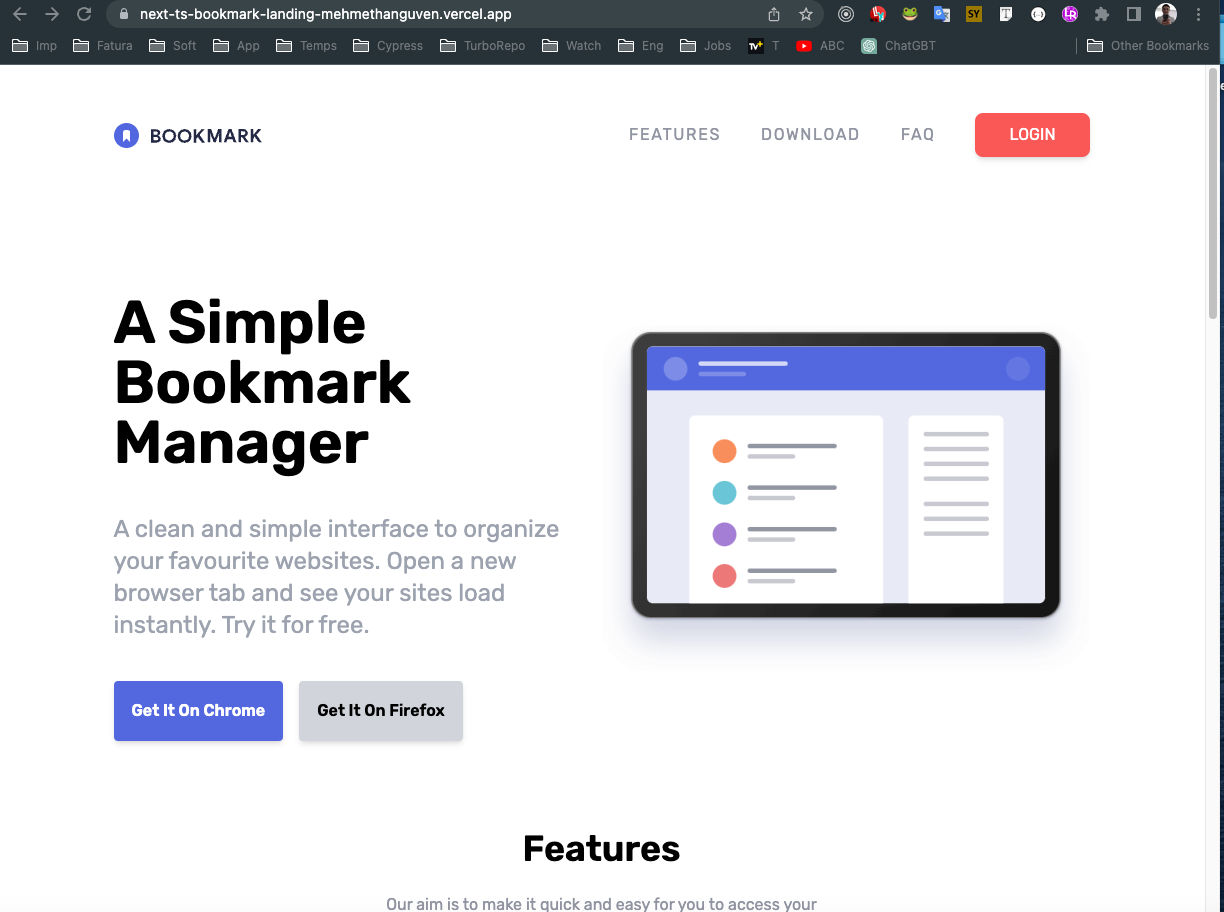 next-ts-bookmark-landing-mehmethanguven.vercel.app
SY
T
LR
Imp
Fatura
Soft
App
Temps
Cypress
TurboRepo
Watch
Eng
Jobs
tv+
T
ABC
ChatGBT
Other Bookmarks
BOOKMARK
FEATURES
DOWNLOAD
FAQ
LOGIN
A Simple
Bookmark
Manager
A clean and simple interface to organize
your favourite websites. Open a new
browser tab and see your sites load
instantly. Try it for free.
Get It On Chrome
Get It On Firefox
Features
Our aim is to make it quick and easy for you to access your